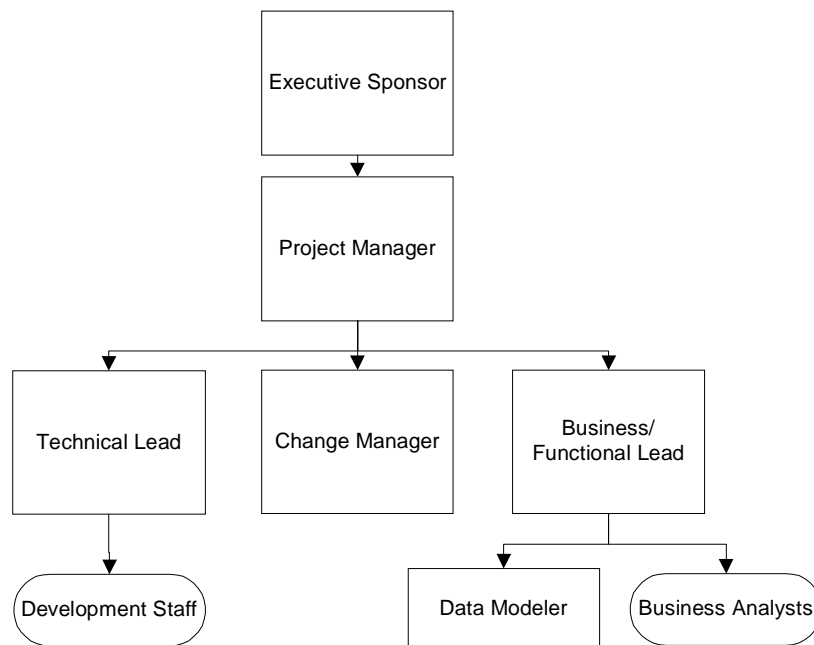 Executive Sponsor
Project Manager
Technical Lead
Change Manager
Business/
Functional Lead
Development Staff
Data Modeler
Business Analysts